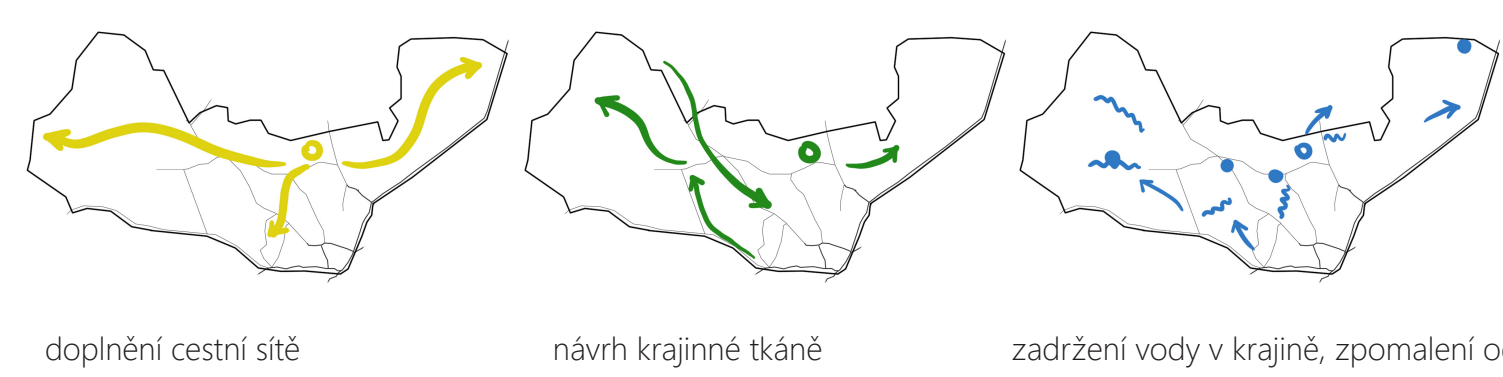 doplnění cestní sítě
návrh krajinné tkáně
zadržení vody v krajině, zpomalení